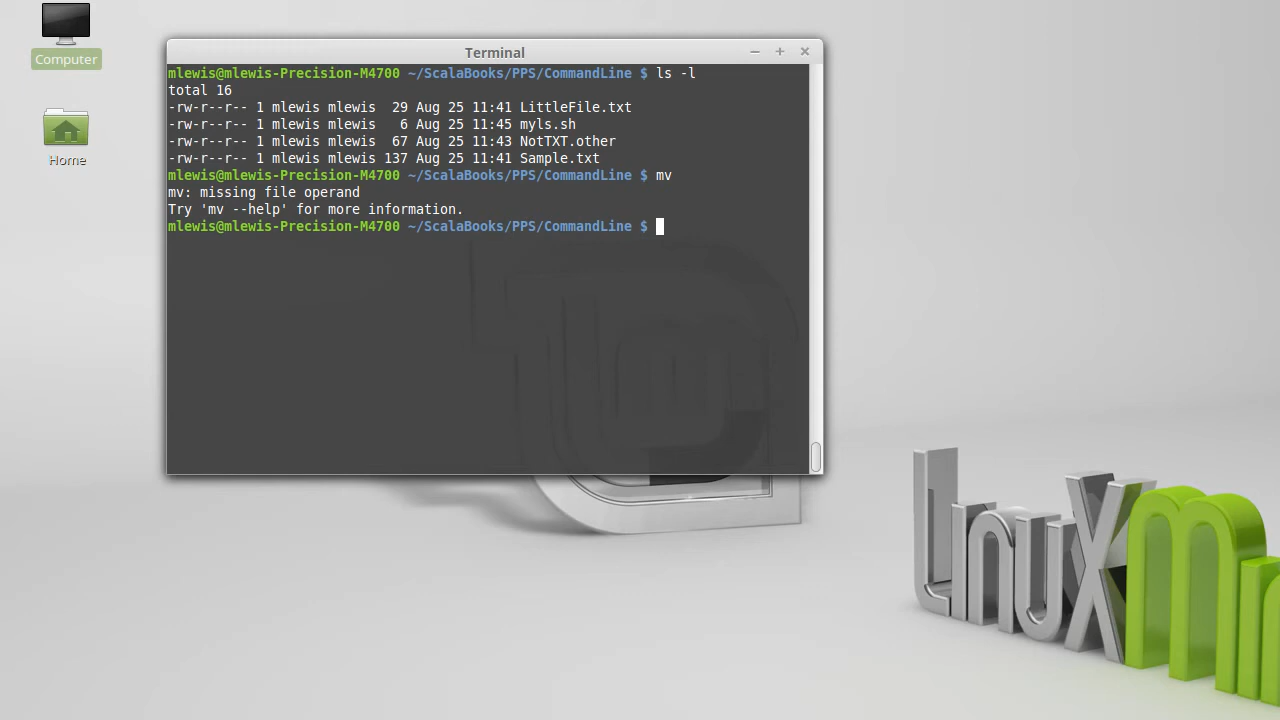 Computer
Home
Terminal
mlewis@mlewis-Precision-M4700 ~/ScalaBooks/PPS/CommandLine $ ls -l
total 16
-rw-r--r-- 1 mlewis mlewis  29 Aug 25 11:41 LittleFile.txt
-rw-r--r-- 1 mlewis mlewis   6 Aug 25 11:45 myls.sh
-rw-r--r-- 1 mlewis mlewis  67 Aug 25 11:43 NotTXT.other
-rw-r--r-- 1 mlewis mlewis 137 Aug 25 11:41 Sample.txt
mlewis@mlewis-Precision-M4700 ~/ScalaBooks/PPS/CommandLine $ mv
mv: missing file operand
Try 'mv --help' for more information.
mlewis@mlewis-Precision-M4700 ~/ScalaBooks/PPS/CommandLine $
Linux